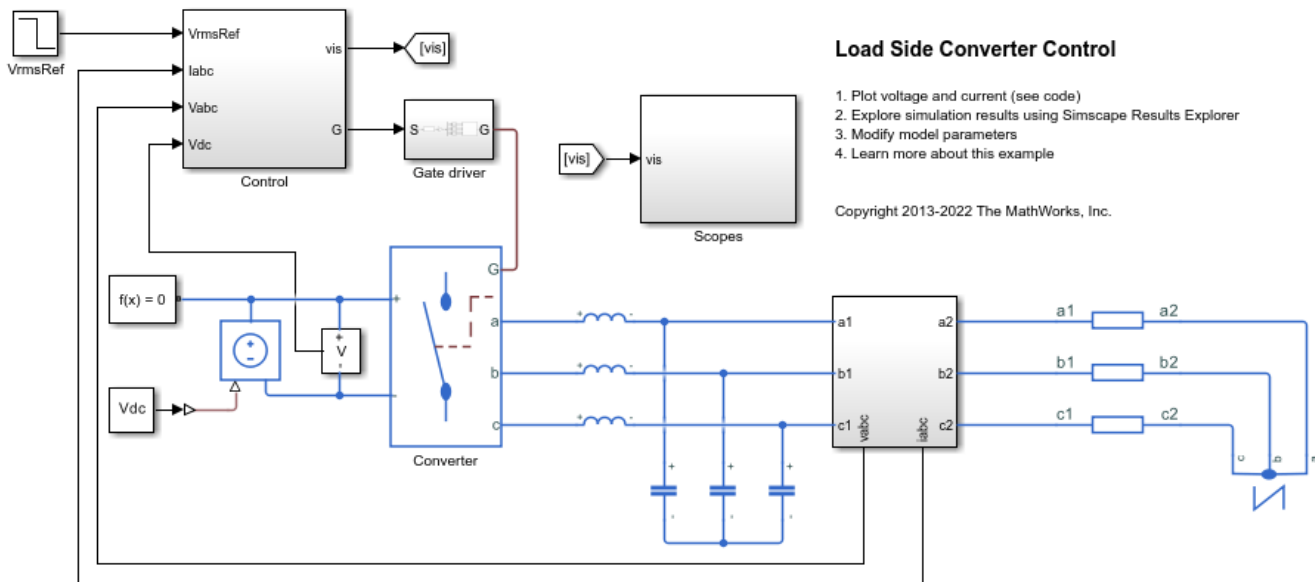 VrmsRef
VrmsRef
Iabc
Vabc
Vdc
vis
G
Control
[vis]
S
G
Gate driver
Load Side Converter Control
1. Plot voltage and current (see code)
2. Explore simulation results using Simscape Results Explorer
3. Modify model parameters
4. Learn more about this example
Copyright 2013-2022 The MathWorks, Inc.
[vis]
vis
Scopes
f(x) = 0
Vdc
+
-
+
V
-
+
-
G
a
b
c
Converter
+ -
+ -
+ -
+
-
+
-
+
-
a1
b1
c1
vabc
iabc
a2
b2
c2
a1 a2
b1 b2
c1 c2
c
b
a